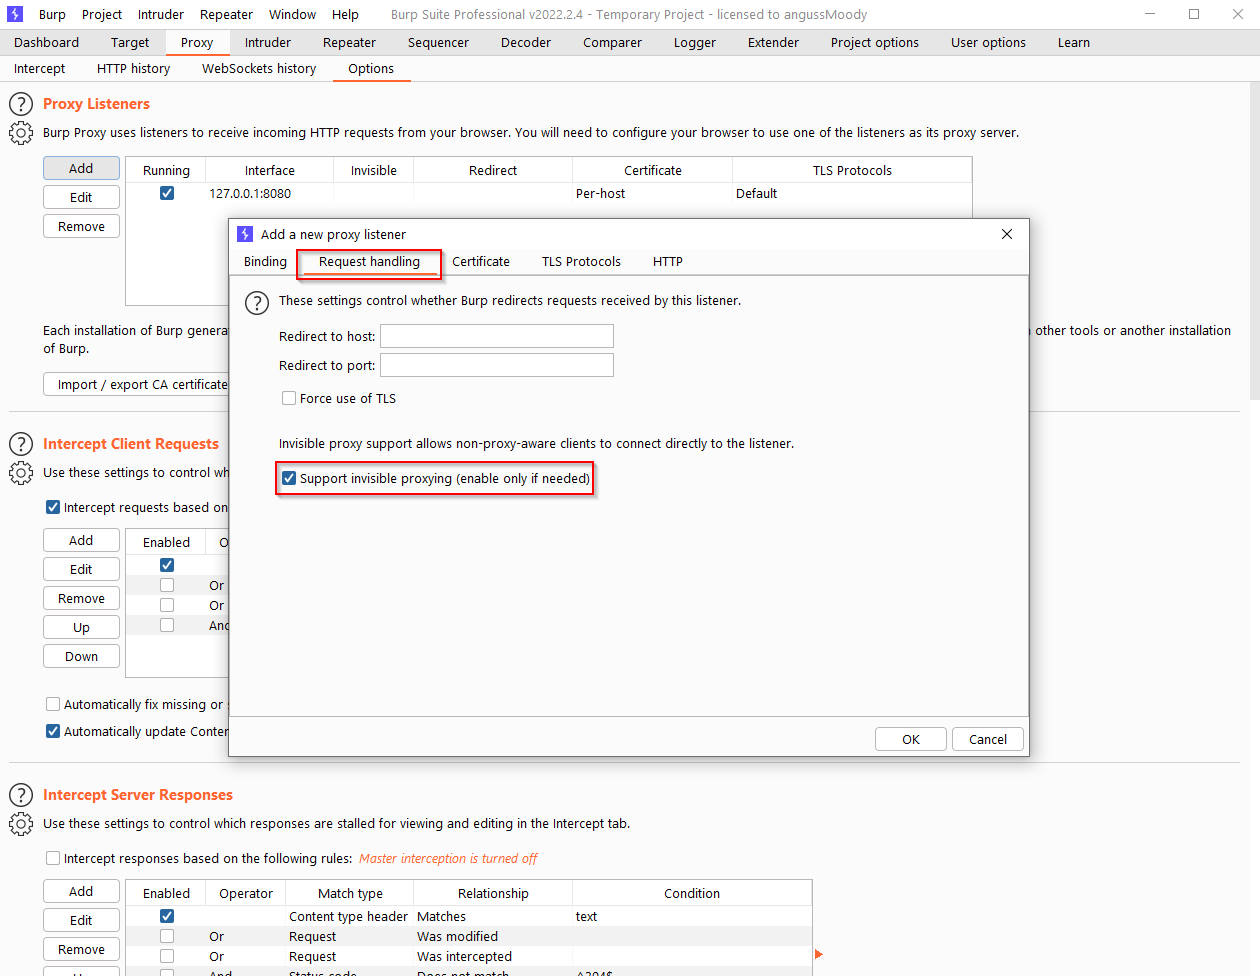 Burp Project Intruder Repeater Window Help Burp Suite Professional v2022.2.4 - Temporary Project - licensed to angussMoody
Dashboard Target Proxy Intruder Repeater Sequencer Decoder Comparer Logger Extender Project options User options Learn
Intercept HTTP history WebSockets history Options
Proxy Listeners
Burp Proxy uses listeners to receive incoming HTTP requests from your browser. You will need to configure your browser to use one of the listeners as its proxy server.
Add Running Interface Invisible Redirect Certificate TLS Protocols
Edit 127.0.0.1:8080 Per-host Default
Remove
Add a new proxy listener
Binding Request handling Certificate TLS Protocols HTTP
These settings control whether Burp redirects requests received by this listener.
Redirect to host:
Redirect to port:
Force use of TLS
Invisible proxy support allows non-proxy-aware clients to connect directly to the listener.
Support invisible proxying (enable only if needed)
OK Cancel
Each installation of Burp genera other tools or another installation
of Burp.
Import / export CA certificate
Intercept Client Requests
Use these settings to control wh
Intercept requests based on
Add Enabled O
Edit
Remove Or
Up Or
Down And
Automatically fix missing or
Automatically update Conter
Intercept Server Responses
Use these settings to control which responses are stalled for viewing and editing in the Intercept tab.
Intercept responses based on the following rules: Master interception is turned off
Add Enabled Operator Match type Relationship Condition
Edit Content type header Matches text
Or Request Was modified
Remove Or Request Was intercepted
And Status code Does not match ^304$